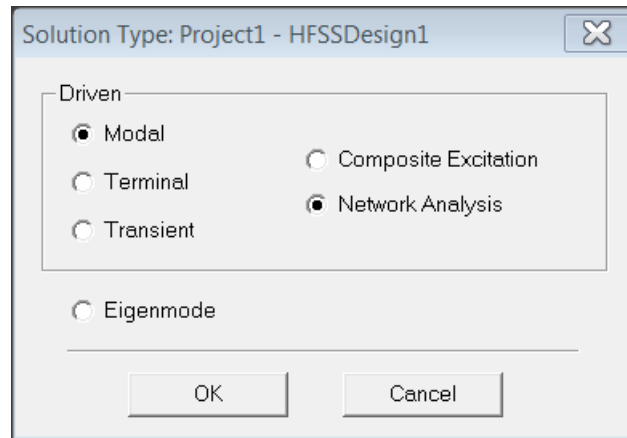 Solution Type: Project1 - HFSSDesign1
Driven
Modal
Terminal
Transient
Composite Excitation
Network Analysis
Eigenmode
OK
Cancel